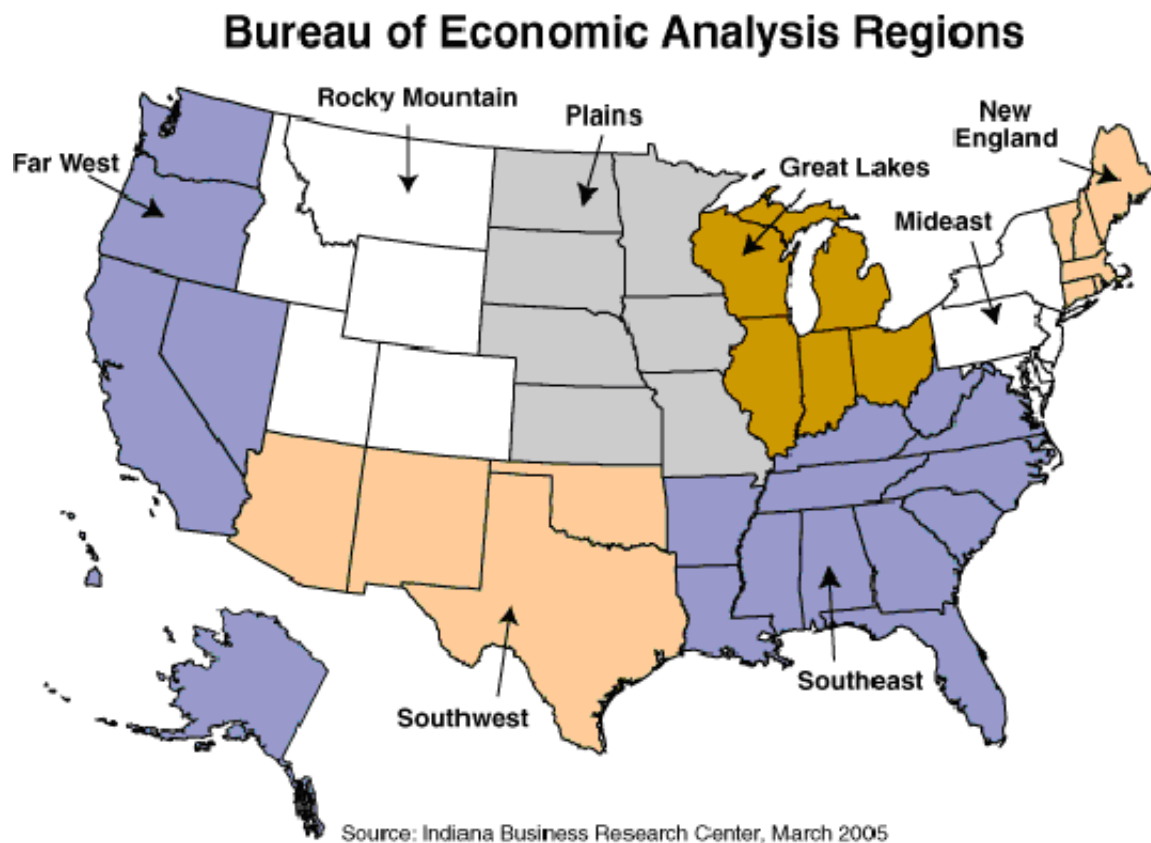 Bureau of Economic Analysis Regions
Rocky Mountain
Plains
New
England
Far West
Great Lakes
Mideast
Southeast
Southwest
Source: Indiana Business Research Center, March 2005